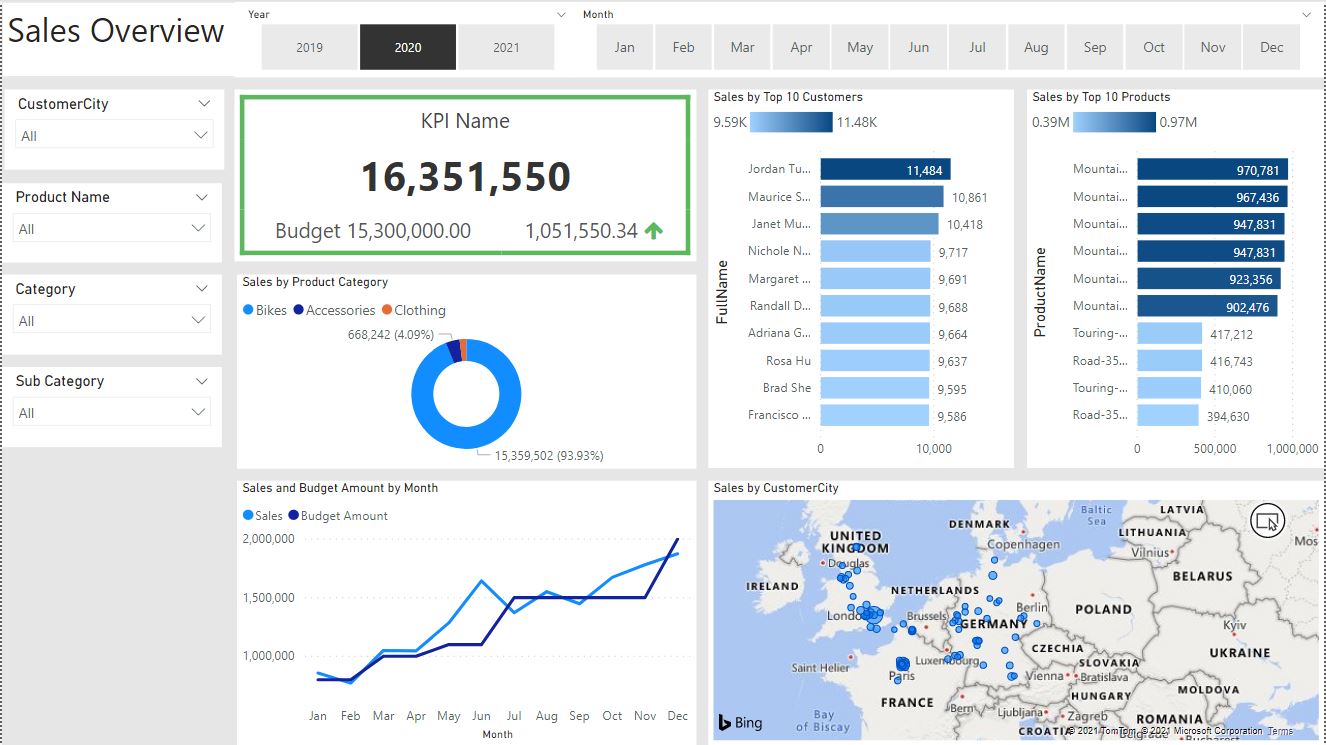 Sales Overview
Year
2019 2020 2021
Month
Jan Feb Mar Apr May Jun Jul Aug Sep Oct Nov Dec
CustomerCity
All
Product Name
All
Category
All
Sub Category
All
KPI Name
16,351,550
Budget 15,300,000.00 1,051,550.34
Sales by Product Category
Bikes Accessories Clothing
668,242 (4.09%)
15,359,502 (93.93%)
Sales by Top 10 Customers
9.59K 11.48K
FullName
Jordan Tu... 11,484
Maurice S... 10,861
Janet Mu... 10,418
Nichole N... 9,717
Margaret ... 9,691
Randall D... 9,688
Adriana G... 9,664
Rosa Hu 9,637
Brad She 9,595
Francisco ... 9,586
0 10,000
Sales by Top 10 Products
0.39M 0.97M
ProductName
Mountai... 970,781
Mountai... 967,436
Mountai... 947,831
Mountai... 947,831
Mountai... 923,356
Mountai... 902,476
Touring-... 417,212
Road-35... 416,743
Touring-... 410,060
Road-35... 394,630
0 500,000 1,000,000
Sales and Budget Amount by Month
Sales Budget Amount
2,000,000
1,500,000
1,000,000
Jan Feb Mar Apr May Jun Jul Aug Sep Oct Nov Dec
Month
Sales by CustomerCity
LATVIA
Baltic
Sea
DENMARK
LITHUANIA
UNITED
KINGDOM
Copenhagen
Mos
Vilnius
Douglas
BELARUS
IRELAND
NETHERLANDS
Berlin
POLAND
London
Brussels
GERMANY
Kyiv
CZECHIA
UKRAINE
Luxembourg
SLOVAKIA
Saint Helier
Paris
Vienna
Bratislava
HUNGARY
MOLDOVA
FRANCE
Bern
Ljubljana
Zagreb
Bay
of Biscay
ROMANIA
CROATIA
Belgrade
Bucharest
Bing
© 2021 TomTom, © 2021 Microsoft Corporation Terms